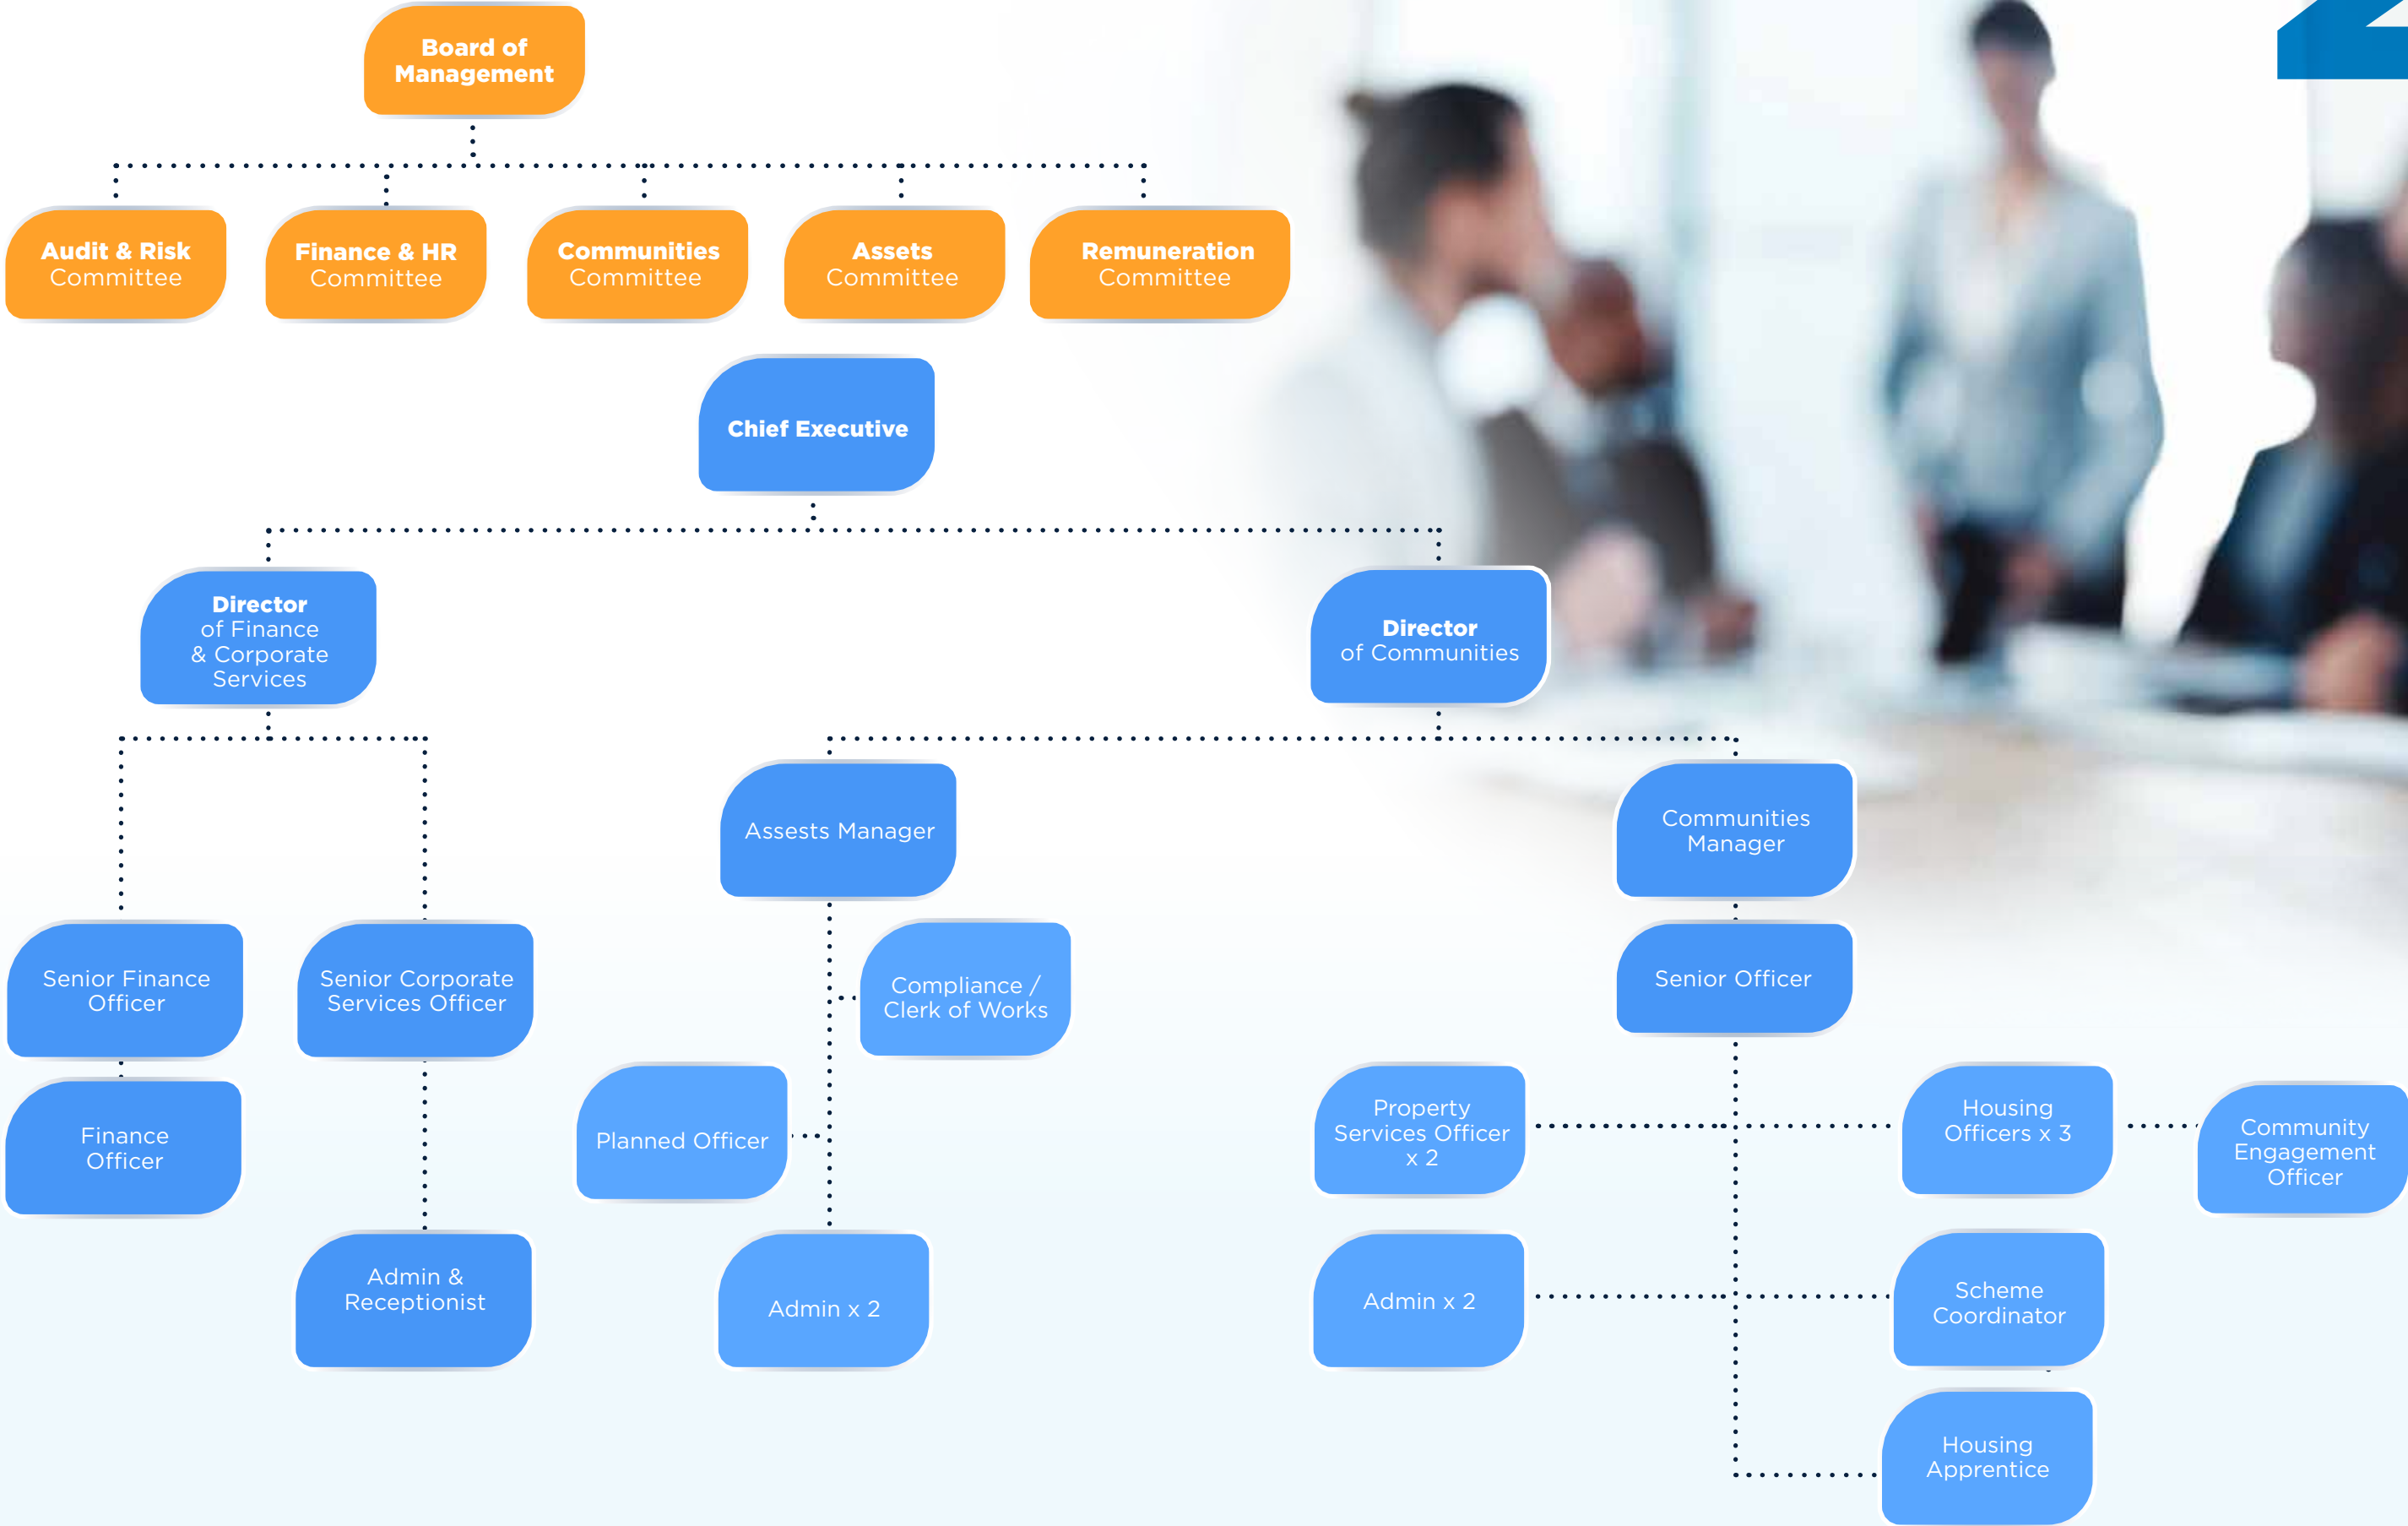 Board of
Management
Audit & Risk
Committee
Finance & HR
Committee
Communities
Committee
Assets
Committee
Remuneration
Committee
Chief Executive
Director
of Finance
& Corporate
Services
Director
of Communities
Assests Manager
Communities
Manager
Senior Finance
Officer
Senior Corporate
Services Officer
Compliance /
Clerk of Works
Senior Officer
Finance
Officer
Planned Officer
Property
Services Officer
x 2
Housing
Officers x 3
Community
Engagement
Officer
Admin &
Receptionist
Admin x 2
Admin x 2
Scheme
Coordinator
Housing
Apprentice